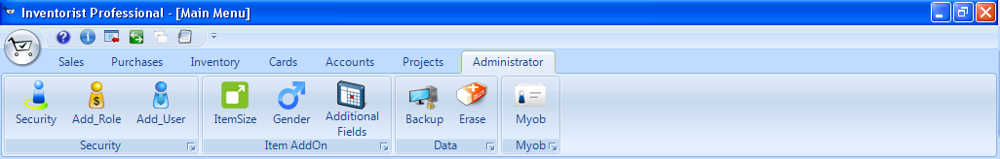 Inventorist Professional - [Main Menu]
Sales Purchases Inventory Cards Accounts Projects Administrator
Security Add_Role Add_User ItemSize Gender Additional Fields Backup Erase Myob
Security Item AddOn Data Myob